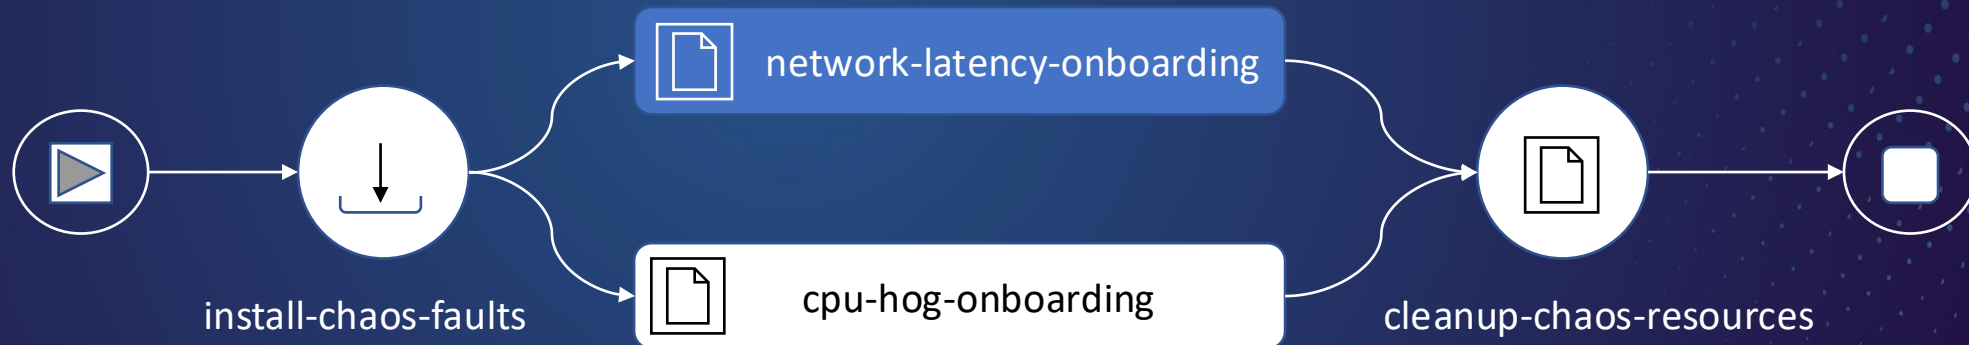 network-latency-onboarding
cpu-hog-onboarding
install-chaos-faults
cleanup-chaos-resources